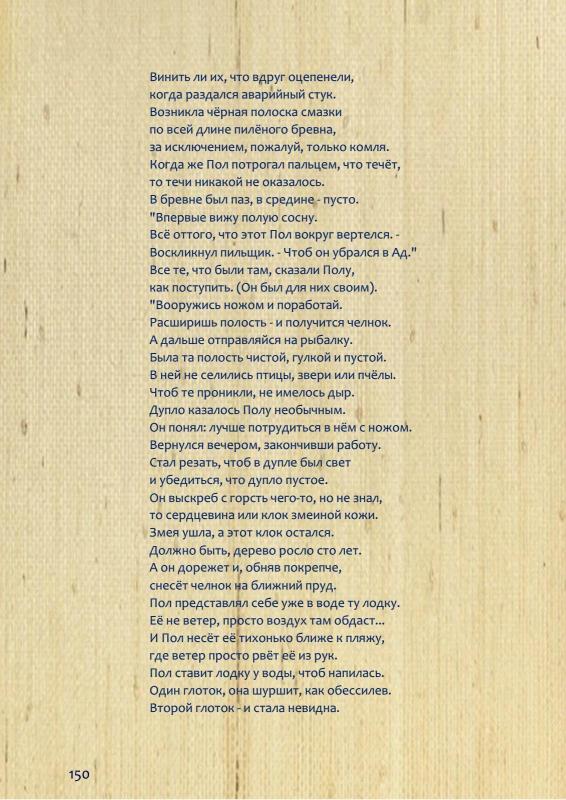 Винить ли их, что вдруг оцепенели,
когда раздался аварийный стук.
Возникла чёрная полоска смазки
по всей длине пилёного бревна,
за исключением, пожалуй, только комля.
Когда же Пол потрогал пальцем, что течёт,
то течи никакой не оказалось.
В бревне был паз, в средине - пусто.
"Впервые вижу полую сосну.
Всё оттого, что этот Пол вокруг вертелся. -
Воскликнул пильщик. - Чтоб он убрался в Ад."
Все те, что были там, сказали Полу,
как поступить. (Он был для них своим).
"Вооружись ножом и поработай.
Расширишь полость - и получится челнок.
А дальше отправляйся на рыбалку.
Была та полость чистой, гулкой и пустой.
В ней не селились птицы, звери или пчёлы.
Чтоб те проникли, не имелось дыр.
Дупло казалось Полу необычным.
Он понял: лучше потрудиться в нём с ножом.
Вернулся вечером, закончивши работу.
Стал резать, чтоб в дупле был свет
и убедиться, что дупло пустое.
Он выскреб с горсть чего-то, но не знал,
то сердцевина или клок змеиной кожи.
Змея ушла, а этот клок остался.
Должно быть, дерево росло сто лет.
А он дорежет и, обняв покрепче,
снесёт челнок на ближний пруд.
Пол представлял себе уже в воде ту лодку.
Её не ветер, просто воздух там обдаст...
И Пол несёт её тихонько ближе к пляжу,
где ветер просто рвёт её из рук.
Пол ставит лодку у воды, чтоб напилась.
Один глоток, она шуршит, как обессилев.
Второй глоток - и стала невидна.
150